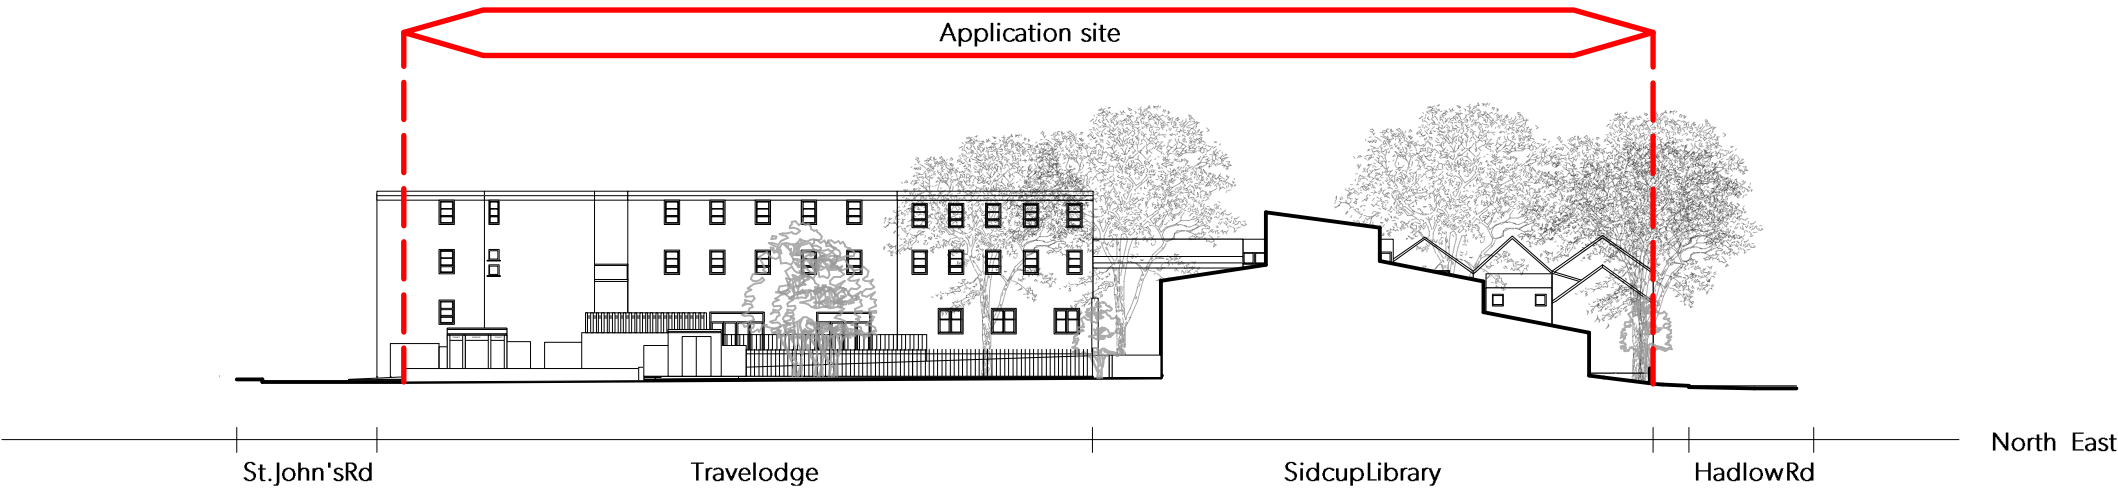 Application site
North East
St.John'sRd
Travelodge
SidcupLibrary
HadlowRd